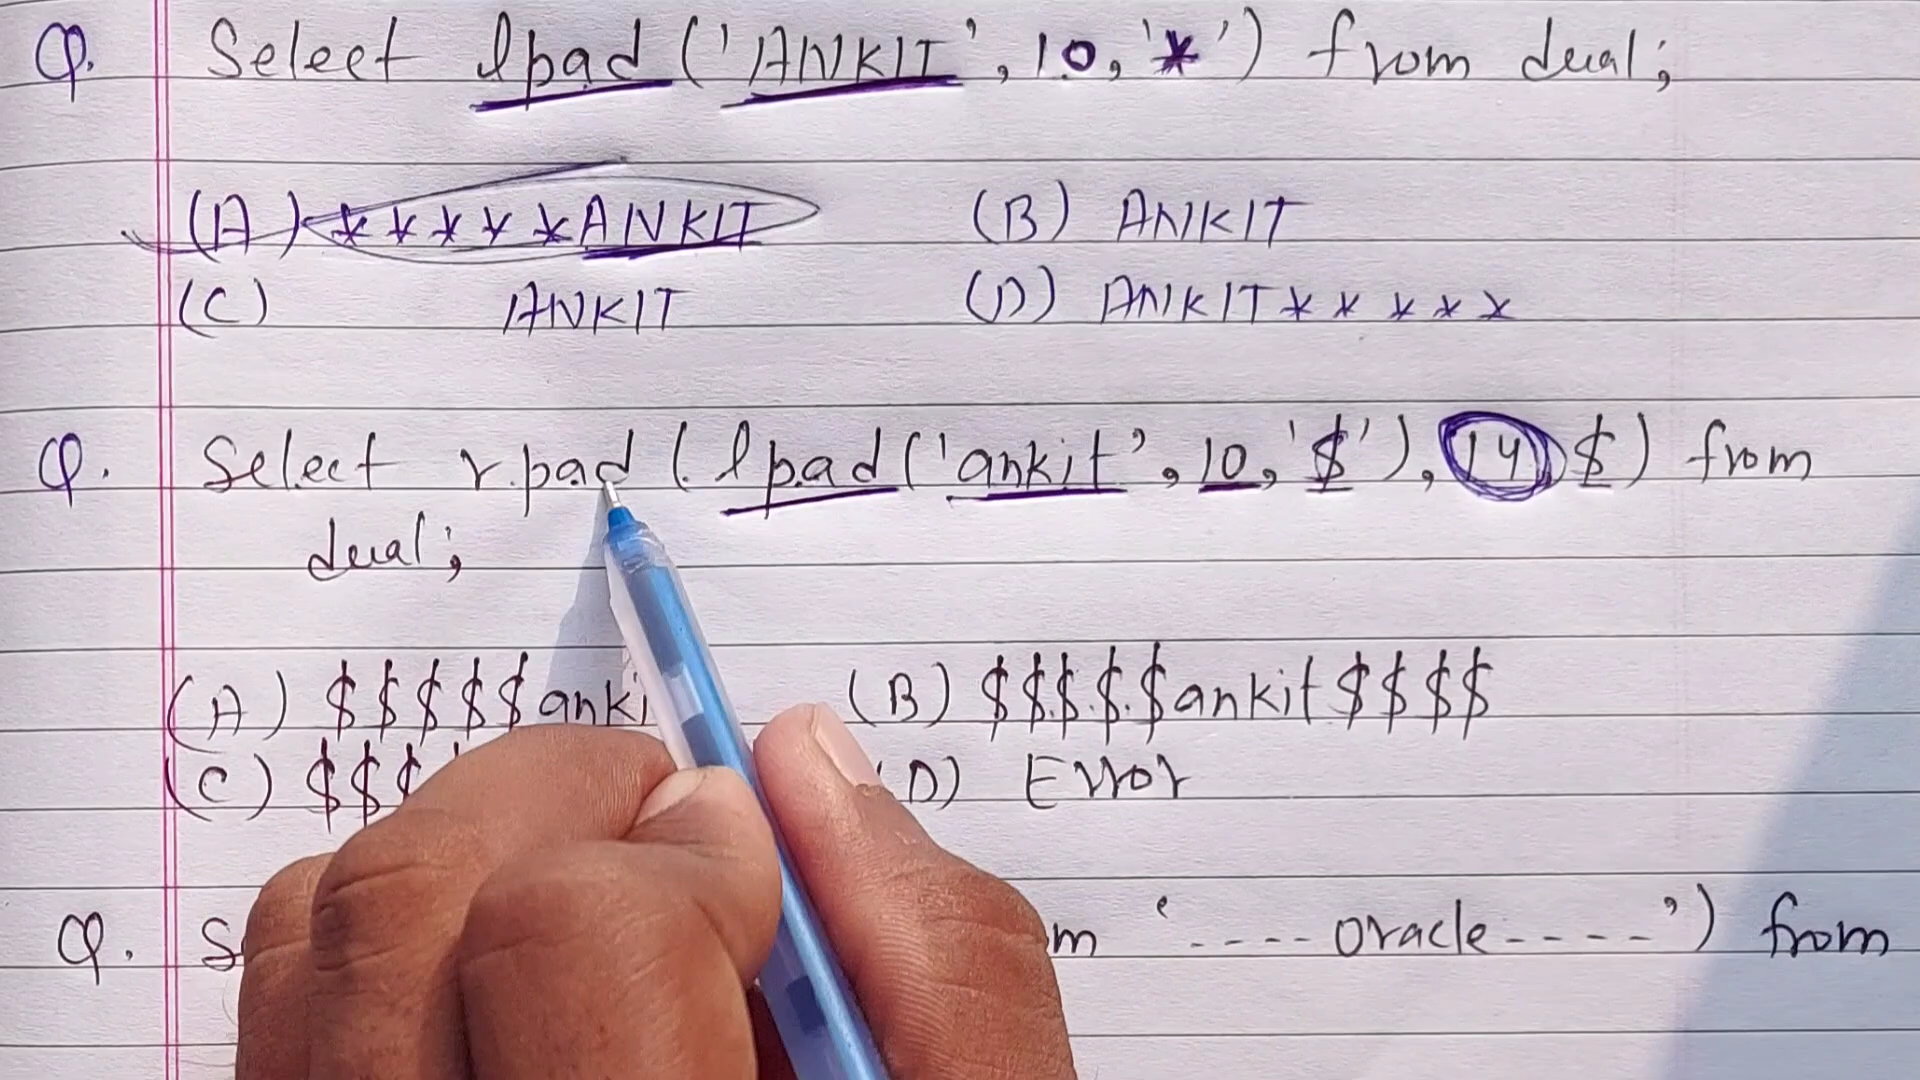 Q. Select lpad ('ANKIT', 10, '*') from dual;
(A) *****ANKIT (B) ANKIT
(C) ANKIT (D) ANKIT*****
Q. Select rpad (lpad ('ankit', 10, '$'), 14, $) from
dual;
(A) $$$$$anki (B) $$$$$ankit$$$$
(C) $$$ (D) Error
Q. S m '----oracle----') from